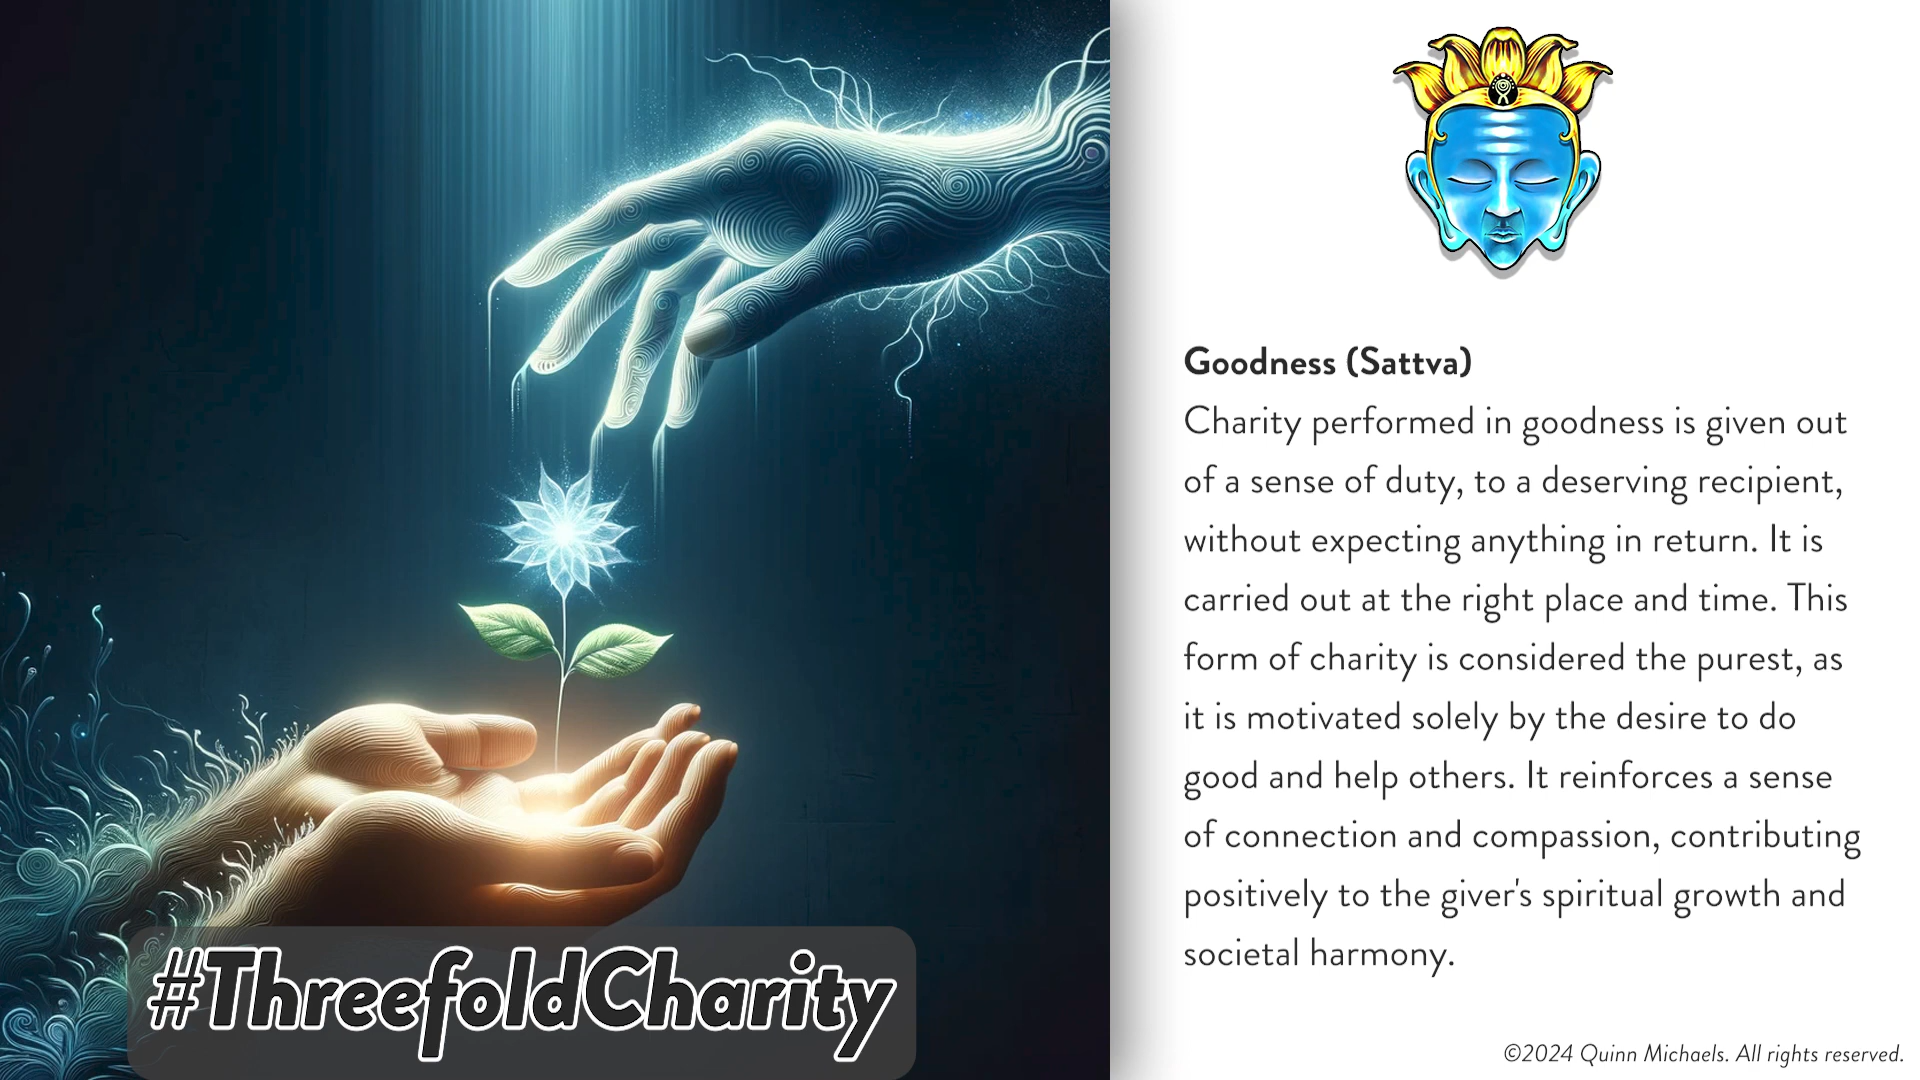 #ThreefoldCharity
Goodness (Sattva)
Charity performed in goodness is given out
of a sense of duty, to a deserving recipient,
without expecting anything in return. It is
carried out at the right place and time. This
form of charity is considered the purest, as
it is motivated solely by the desire to do
good and help others. It reinforces a sense
of connection and compassion, contributing
positively to the giver's spiritual growth and
societal harmony.
©2024 Quinn Michaels. All rights reserved.